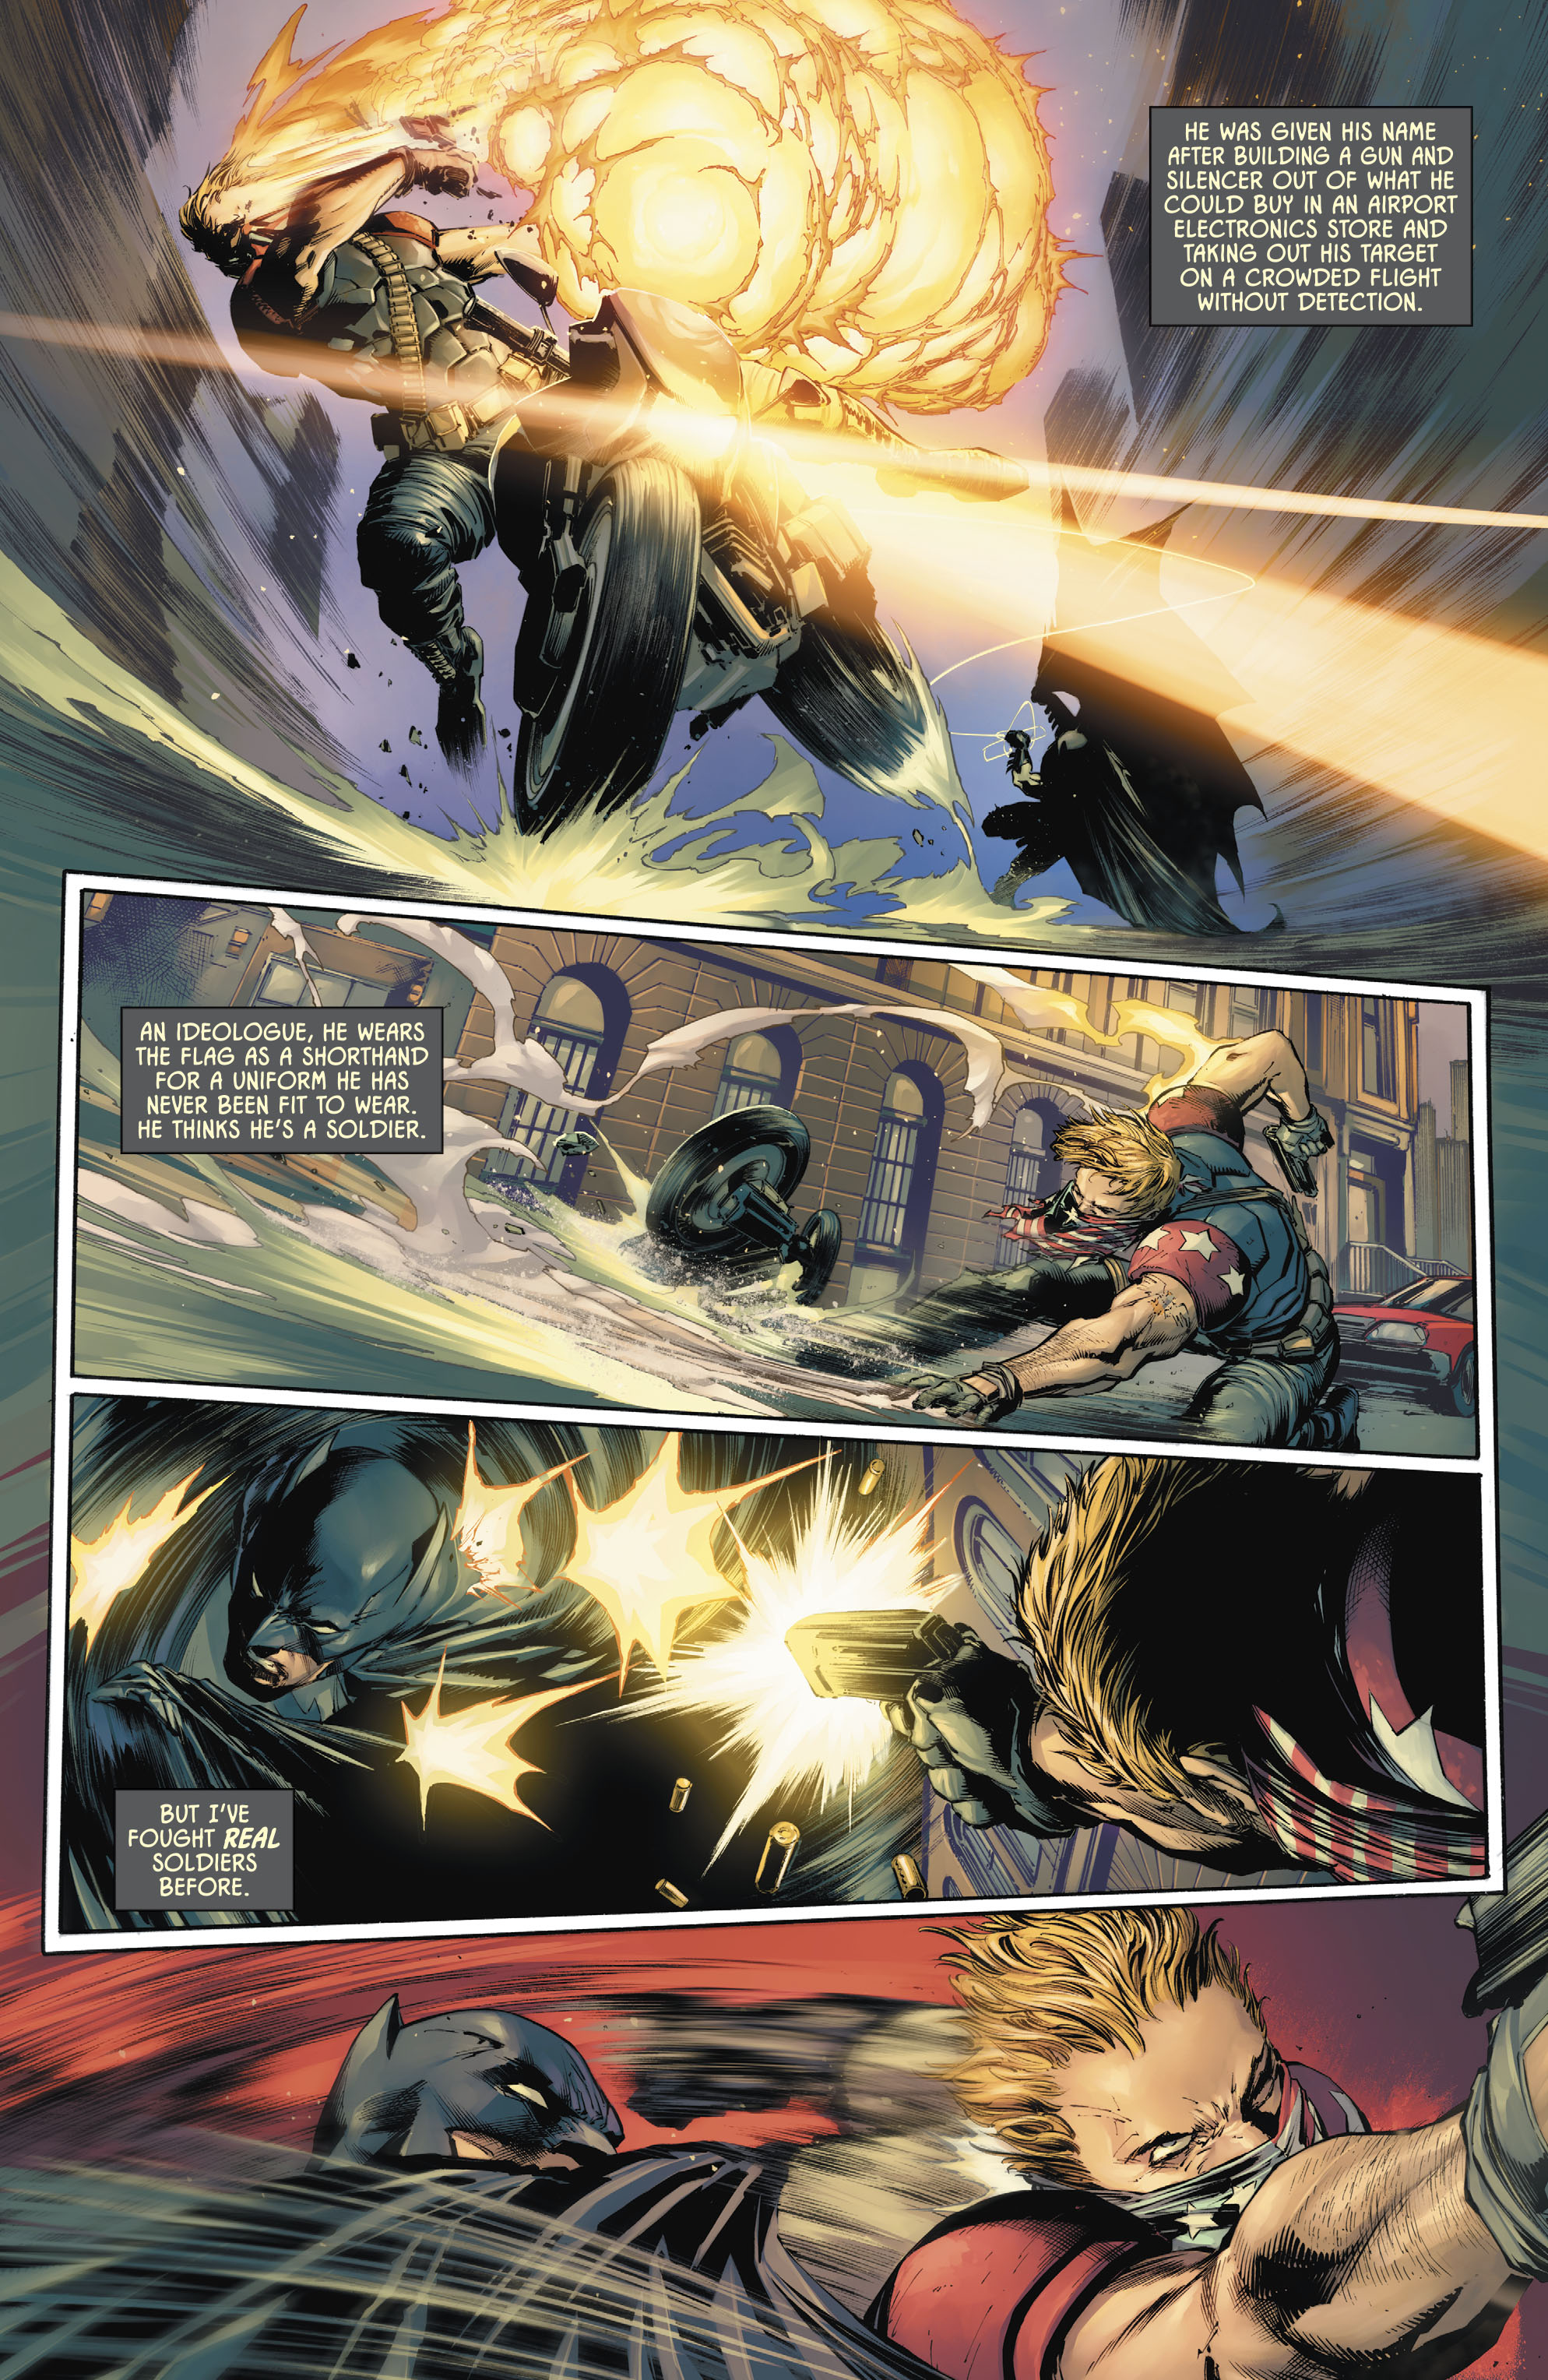 HE WAS GIVEN HIS NAME
AFTER BUILDING A GUN AND
SILENCER OUT OF WHAT HE
COULD BUY IN AN AIRPORT
ELECTRONICS STORE AND
TAKING OUT HIS TARGET
ON A CROWDED FLIGHT
WITHOUT DETECTION.
AN IDEOLOGUE, HE WEARS
THE FLAG AS A SHORTHAND
FOR A UNIFORM HE HAS
NEVER BEEN FIT TO WEAR.
HE THINKS HE'S A SOLDIER.
BUT I'VE
FOUGHT REAL
SOLDIERS
BEFORE.